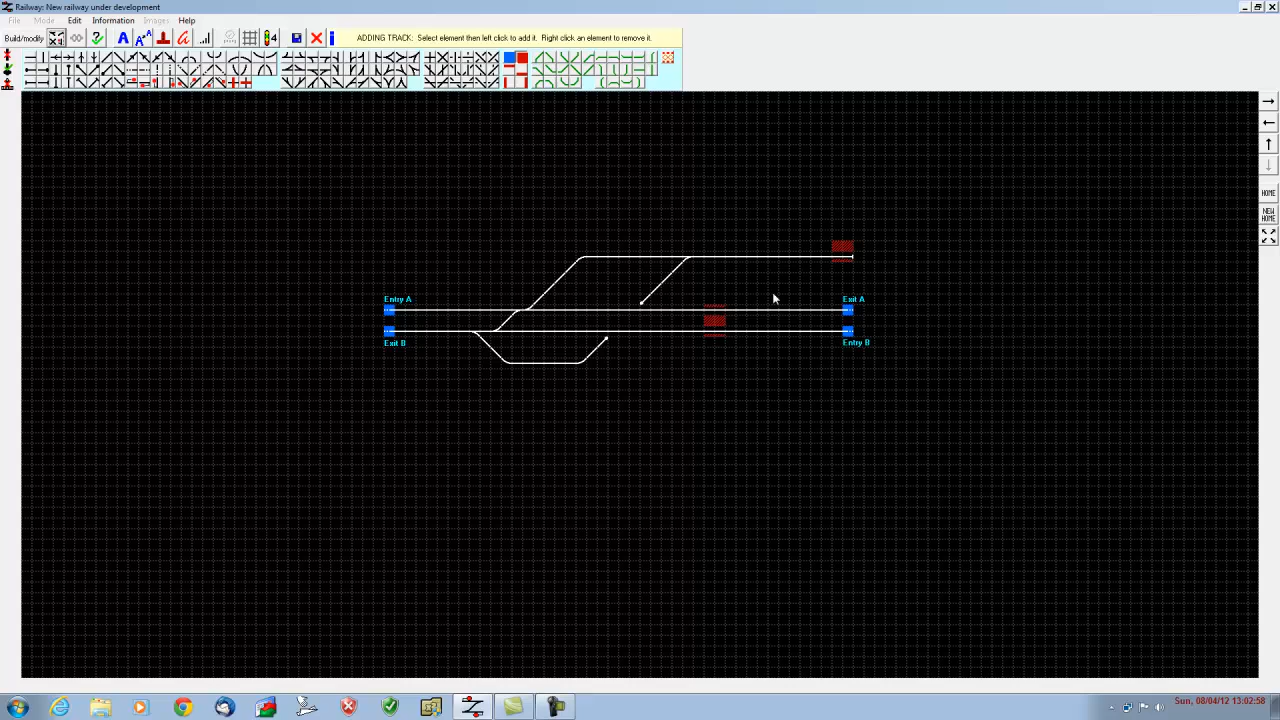 Railway: New railway under development
File Mode Edit Information Images Help
Build/modify
ADDING TRACK: Select element then left click to add it. Right click an element to remove it.
HOME
NEW HOME
Entry A
Exit A
Exit B
Entry B
Sun, 08/04/12 13:02:58